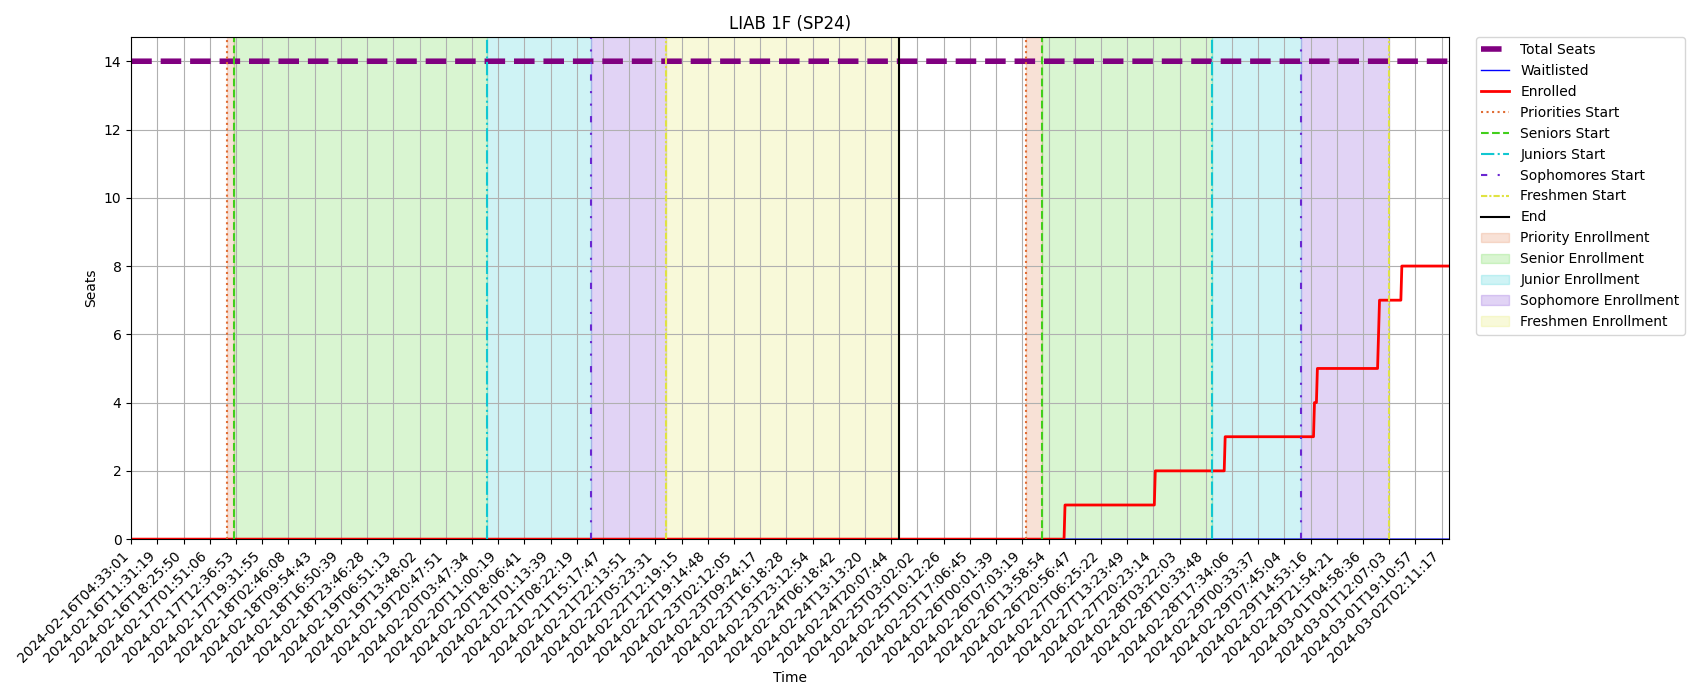 LIAB 1F (SP24)
Seats
14
12
10
8
6
4
2
0
2024-02-16T04:33:01
2024-02-16T11:31:19
2024-02-16T18:25:50
2024-02-17T01:51:06
2024-02-17T12:36:53
2024-02-17T19:31:55
2024-02-18T02:46:08
2024-02-18T09:54:43
2024-02-18T16:50:39
2024-02-18T23:46:28
2024-02-19T06:51:13
2024-02-19T13:48:02
2024-02-19T20:47:51
2024-02-20T03:47:34
2024-02-20T11:00:19
2024-02-20T18:06:41
2024-02-21T01:13:39
2024-02-21T08:22:19
2024-02-21T15:17:47
2024-02-21T22:13:51
2024-02-22T05:23:31
2024-02-22T12:19:15
2024-02-22T19:14:48
2024-02-23T02:12:05
2024-02-23T09:24:17
2024-02-23T16:18:28
2024-02-23T23:12:54
2024-02-24T06:18:42
2024-02-24T13:13:20
2024-02-24T20:07:44
2024-02-25T03:02:02
2024-02-25T10:12:26
2024-02-25T17:06:45
2024-02-26T00:01:39
2024-02-26T07:03:19
2024-02-26T13:58:54
2024-02-26T20:56:47
2024-02-27T06:25:22
2024-02-27T13:23:49
2024-02-27T20:23:14
2024-02-28T03:22:03
2024-02-28T10:33:48
2024-02-28T17:34:06
2024-02-29T00:33:37
2024-02-29T07:45:04
2024-02-29T14:53:16
2024-02-29T21:54:21
2024-03-01T04:58:36
2024-03-01T12:07:03
2024-03-01T19:10:57
2024-03-02T02:11:17
Time
Total Seats
Waitlisted
Enrolled
Priorities Start
Seniors Start
Juniors Start
Sophomores Start
Freshmen Start
End
Priority Enrollment
Senior Enrollment
Junior Enrollment
Sophomore Enrollment
Freshmen Enrollment